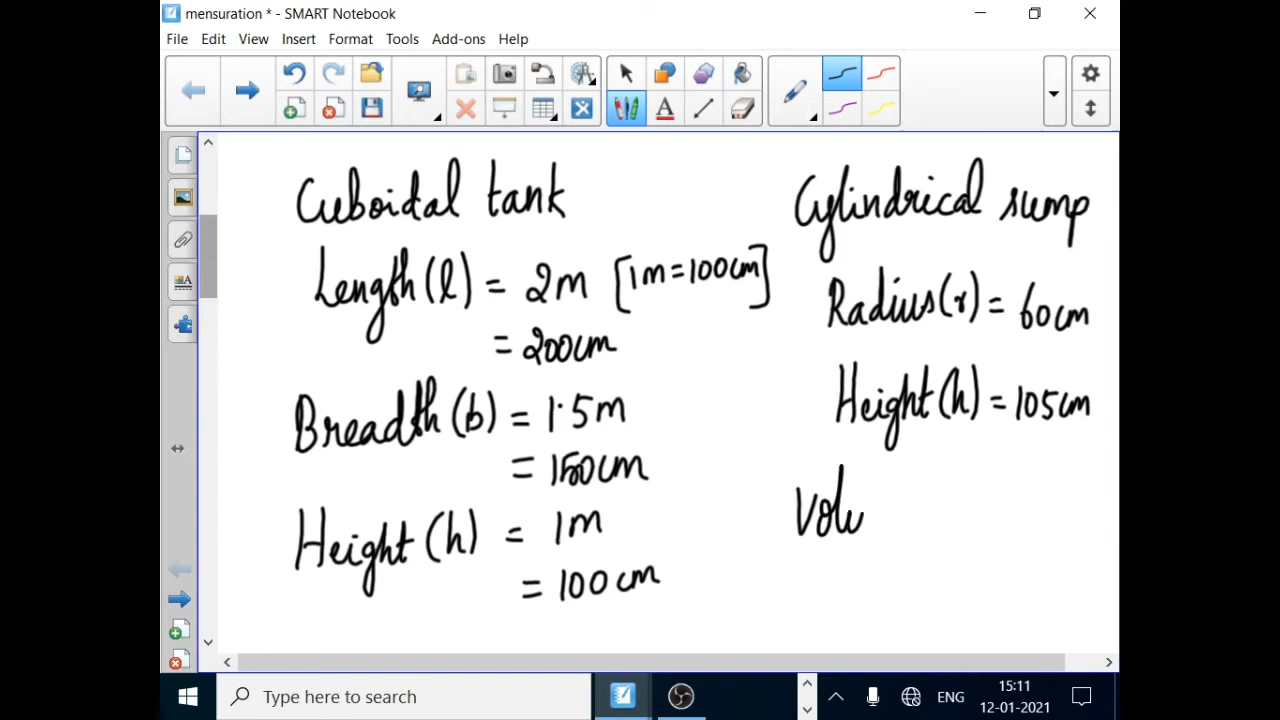 mensuration * - SMART Notebook
File Edit View Insert Format Tools Add-ons Help
Cuboidal tank
Length (l) = 2m [1m = 100cm]
= 200cm
Breadth (b) = 1.5m
= 150cm
Height (h) = 1m
= 100 cm
Cylindrical sump
Radius (r) = 60cm
Height (h) = 105cm
Volu
Type here to search
ENG
15:11
12-01-2021